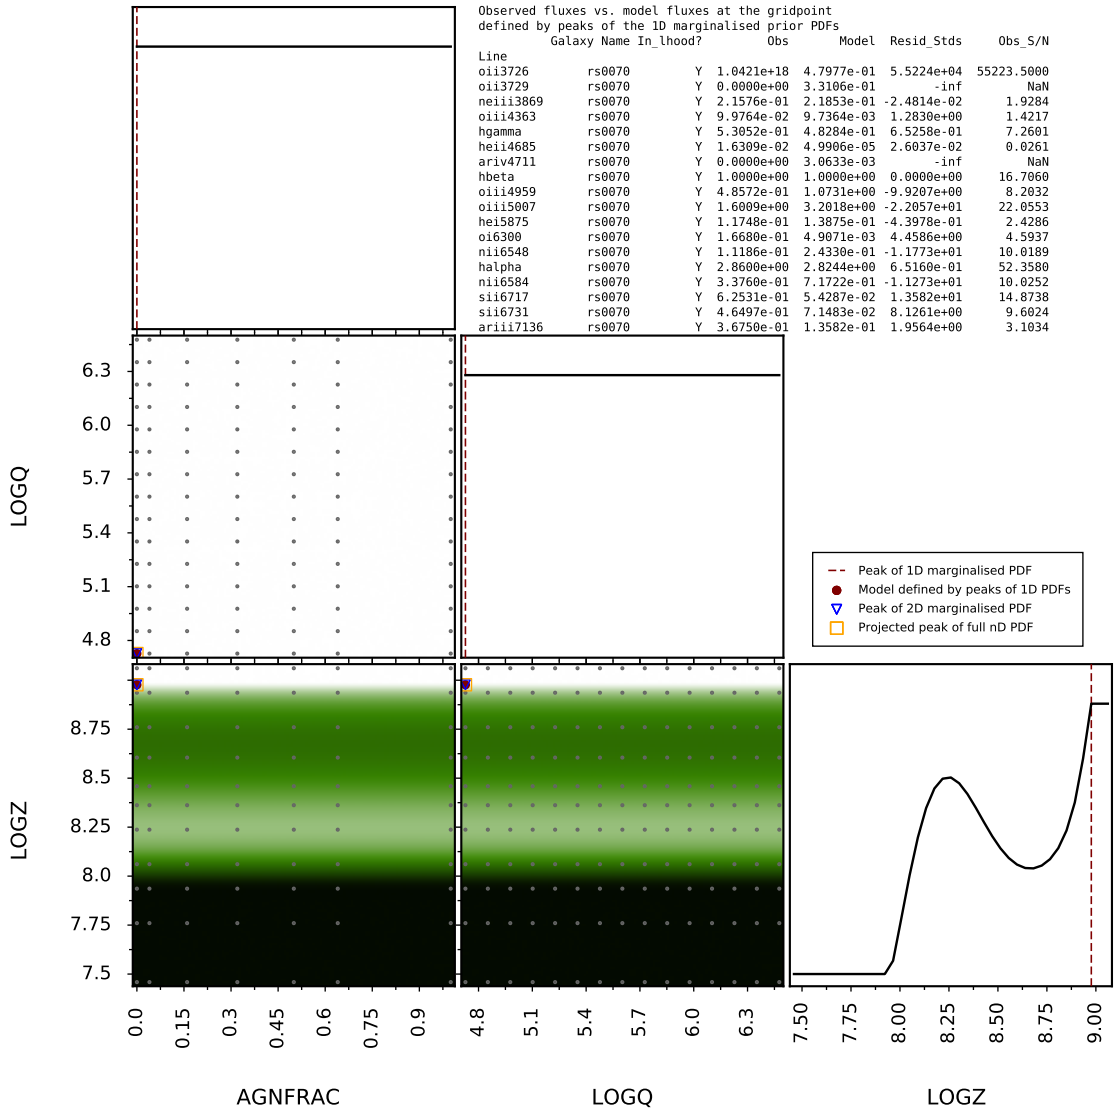 Observed fluxes vs. model fluxes at the gridpoint
defined by peaks of the 1D marginalised prior PDFs
Galaxy Name In_lhood? Obs Model Resid_Stds Obs_S/N
Line
oii3726 rs0070 Y 1.0421e+18 4.7977e-01 5.5224e+04 55223.5000
oii3729 rs0070 Y 0.0000e+00 3.3106e-01 -inf NaN
neiii3869 rs0070 Y 2.1576e-01 2.1853e-01 -2.4814e-02 1.9284
oiii4363 rs0070 Y 9.9764e-02 9.7364e-03 1.2830e+00 1.4217
hgamma rs0070 Y 5.3052e-01 4.8284e-01 6.5258e-01 7.2601
heii4685 rs0070 Y 1.6309e-02 4.9906e-05 2.6037e-02 0.0261
ariv4711 rs0070 Y 0.0000e+00 3.0633e-03 -inf NaN
hbeta rs0070 Y 1.0000e+00 1.0000e+00 0.0000e+00 16.7060
oiii4959 rs0070 Y 4.8572e-01 1.0731e+00 -9.9207e+00 8.2032
oiii5007 rs0070 Y 1.6009e+00 3.2018e+00 -2.2057e+01 22.0553
hei5875 rs0070 Y 1.1748e-01 1.3875e-01 -4.3978e-01 2.4286
oi6300 rs0070 Y 1.6680e-01 4.9071e-03 4.4586e+00 4.5937
nii6548 rs0070 Y 1.1186e-01 2.4330e-01 -1.1773e+01 10.0189
halpha rs0070 Y 2.8600e+00 2.8244e+00 6.5160e-01 52.3580
nii6584 rs0070 Y 3.3760e-01 7.1722e-01 -1.1273e+01 10.0252
sii6717 rs0070 Y 6.2531e-01 5.4287e-02 1.3582e+01 14.8738
sii6731 rs0070 Y 4.6497e-01 7.1483e-02 8.1261e+00 9.6024
ariii7136 rs0070 Y 3.6750e-01 1.3582e-01 1.9564e+00 3.1034
6.3
6.0
5.7
5.4
5.1
4.8
LOGQ
Peak of 1D marginalised PDF
Model defined by peaks of 1D PDFs
Peak of 2D marginalised PDF
Projected peak of full nD PDF
8.75
8.5
8.25
8.0
7.75
7.5
LOGZ
0.0 0.15 0.3 0.45 0.6 0.75 0.9
4.8 5.1 5.4 5.7 6.0 6.3
7.50 7.75 8.00 8.25 8.50 8.75 9.00
AGNFRAC LOGQ LOGZ